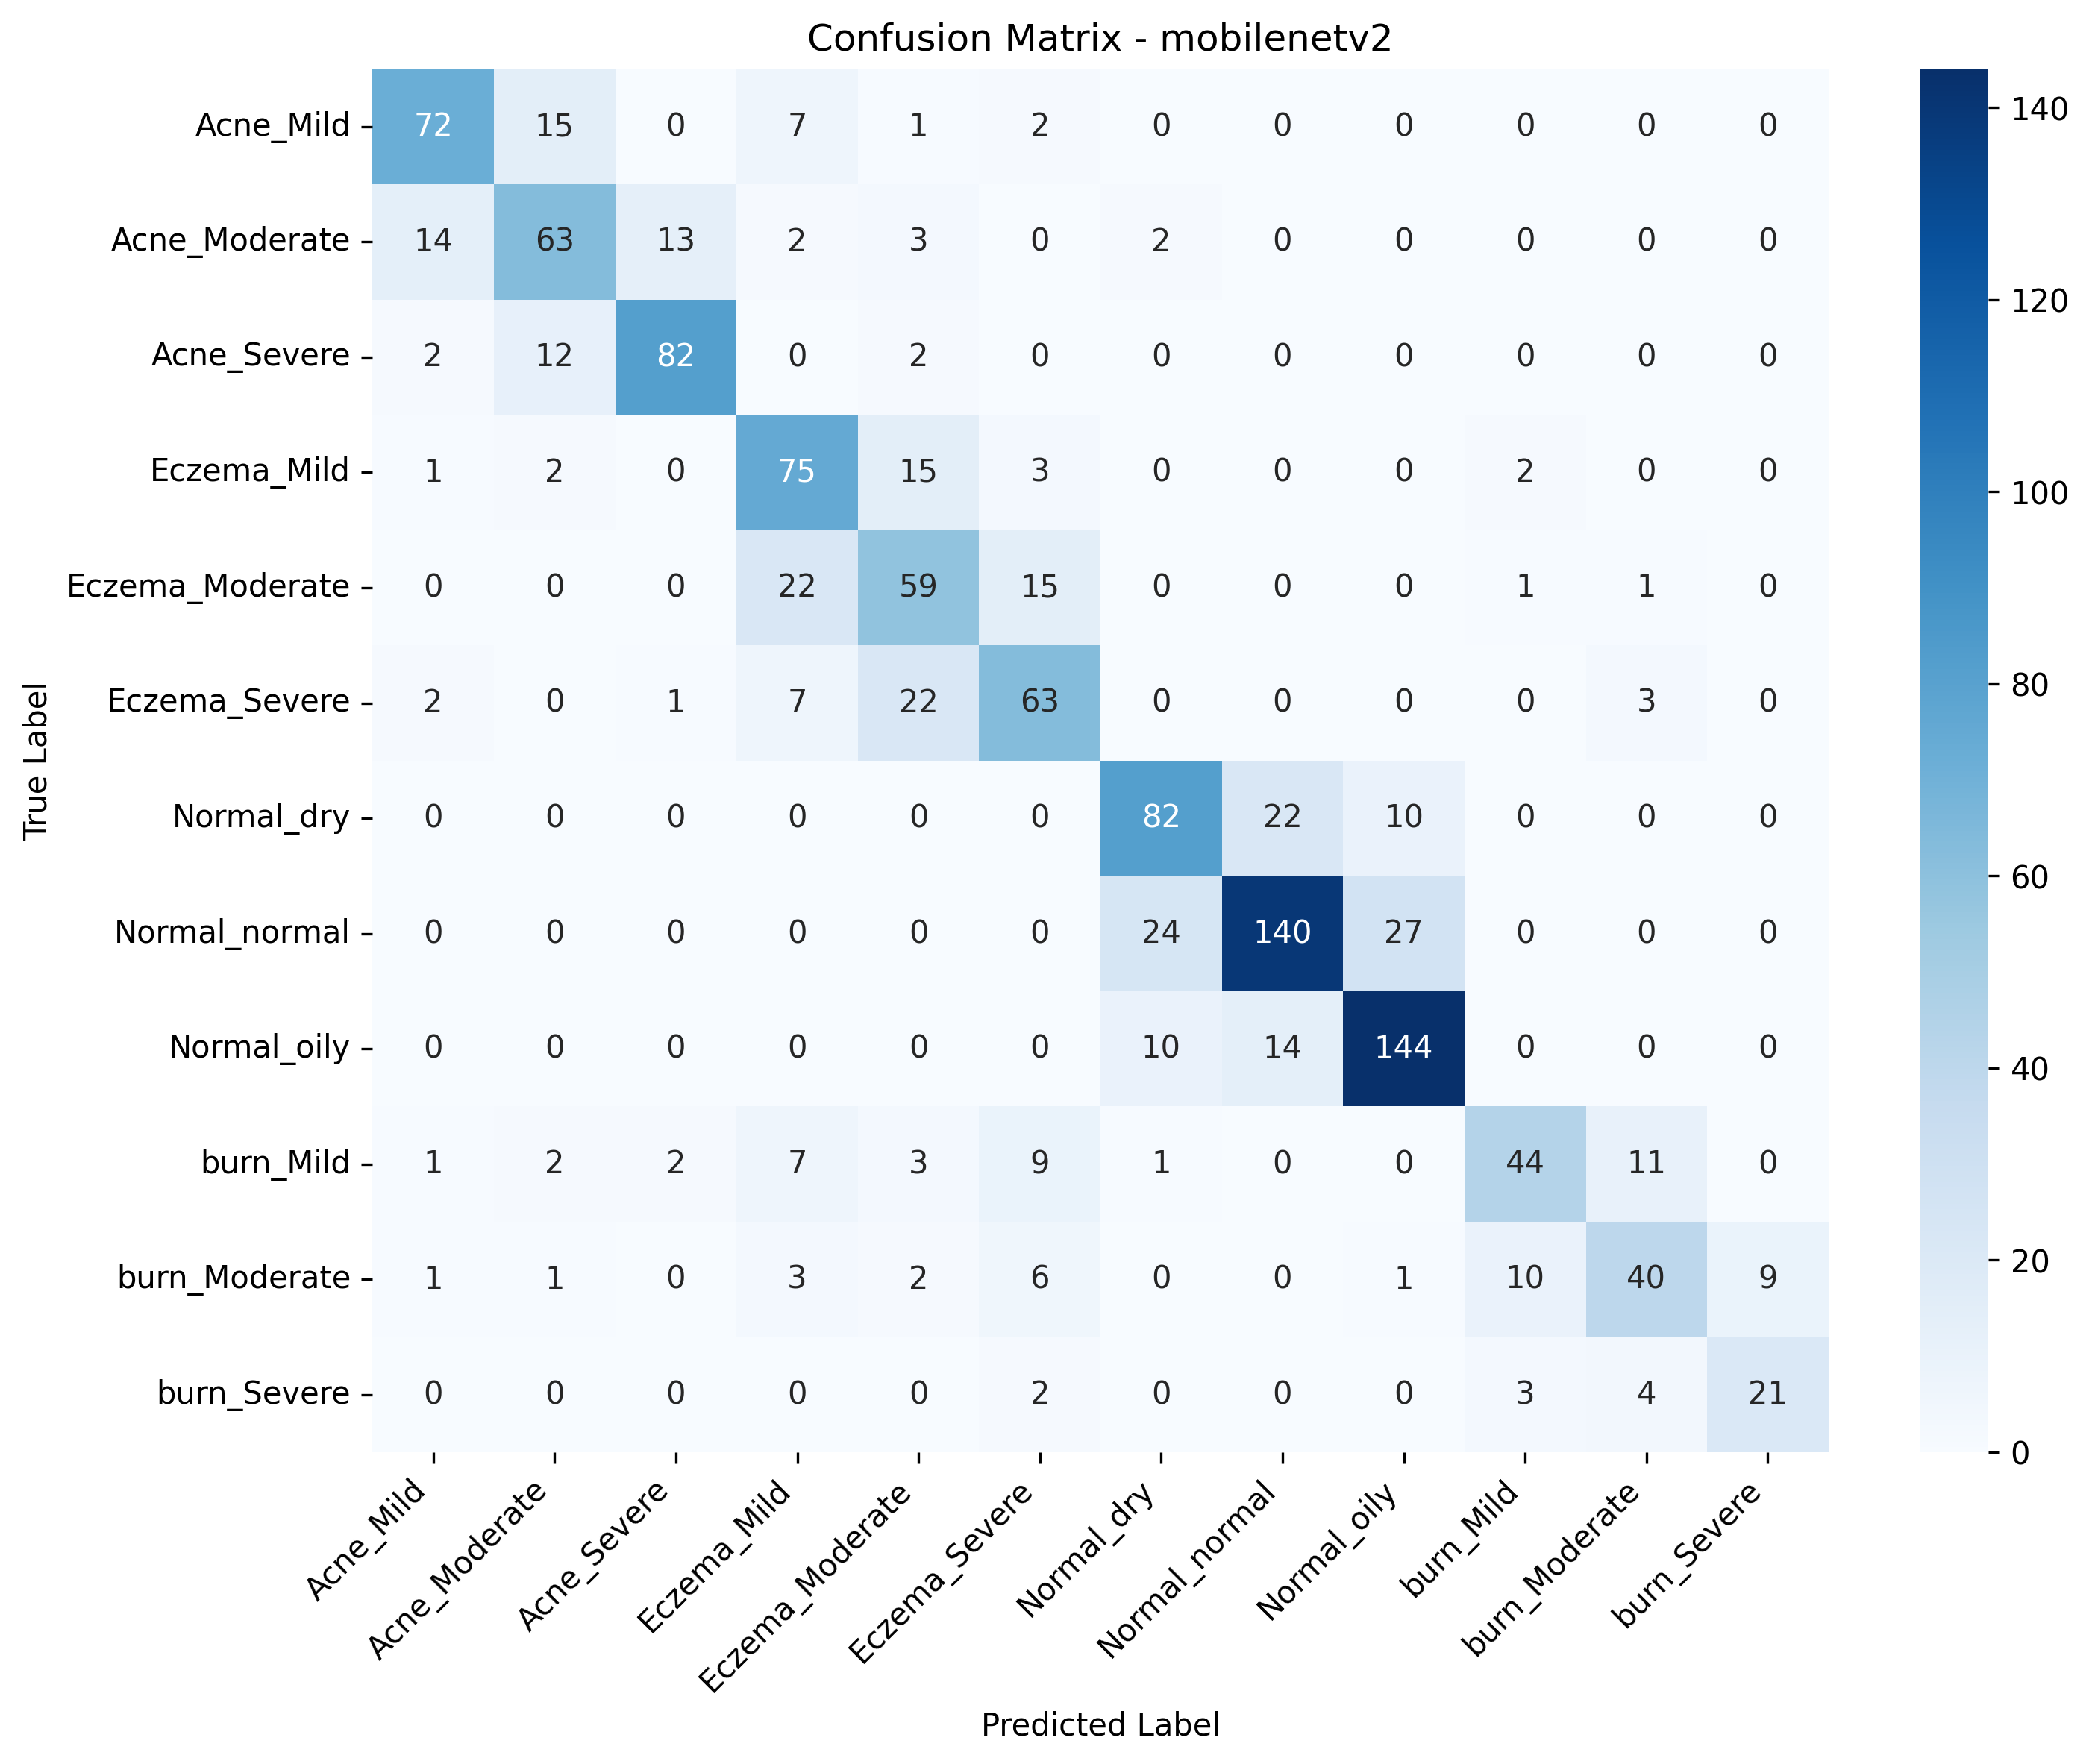 Confusion Matrix - mobilenetv2
True Label
Acne_Mild 72 15 0 7 1 2 0 0 0 0 0 0
Acne_Moderate 14 63 13 2 3 0 2 0 0 0 0 0
Acne_Severe 2 12 82 0 2 0 0 0 0 0 0 0
Eczema_Mild 1 2 0 75 15 3 0 0 0 2 0 0
Eczema_Moderate 0 0 0 22 59 15 0 0 0 1 1 0
Eczema_Severe 2 0 1 7 22 63 0 0 0 0 3 0
Normal_dry 0 0 0 0 0 0 82 22 10 0 0 0
Normal_normal 0 0 0 0 0 0 24 140 27 0 0 0
Normal_oily 0 0 0 0 0 0 10 14 144 0 0 0
burn_Mild 1 2 2 7 3 9 1 0 0 44 11 0
burn_Moderate 1 1 0 3 2 6 0 0 1 10 40 9
burn_Severe 0 0 0 0 0 2 0 0 0 3 4 21
Acne_Mild
Acne_Moderate
Acne_Severe
Eczema_Mild
Eczema_Moderate
Eczema_Severe
Normal_dry
Normal_normal
Normal_oily
burn_Mild
burn_Moderate
burn_Severe
Predicted Label
140
120
100
80
60
40
20
0